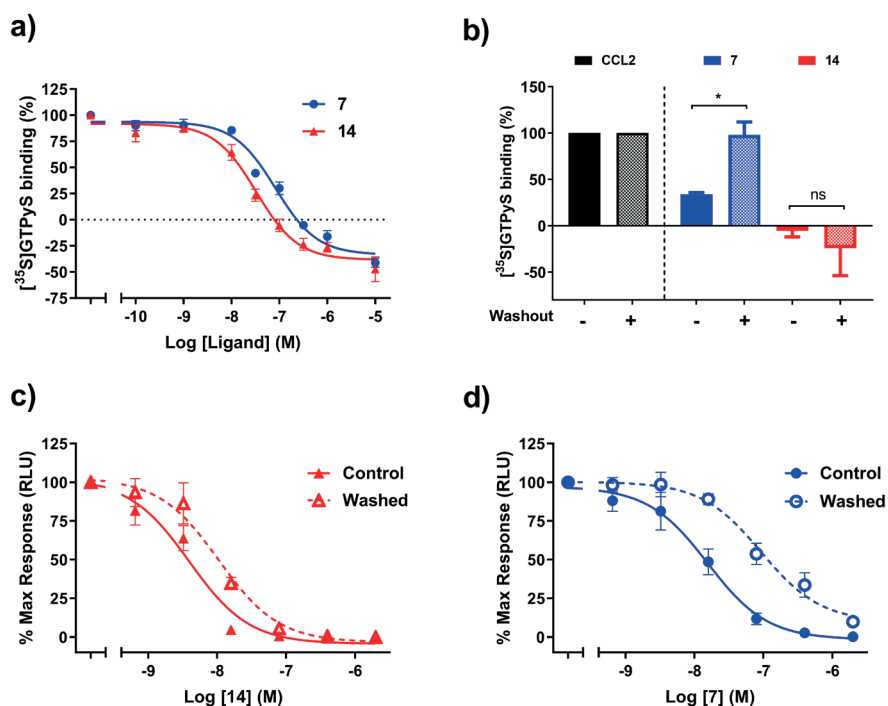 a)
125
100
75
50
25
0
-25
-50
-75
[³⁵S]GTPγS binding (%)
7
14
-10 -9 -8 -7 -6 -5
Log [Ligand] (M)
b)
CCL2 7 14
150
100
50
0
-50
[³⁵S]GTPγS binding (%)
*
ns
Washout - + - + - +
c)
125
100
75
50
25
0
% Max Response (RLU)
Control
Washed
-9 -8 -7 -6
Log [14] (M)
d)
125
100
75
50
25
0
% Max Response (RLU)
Control
Washed
-9 -8 -7 -6
Log [7] (M)